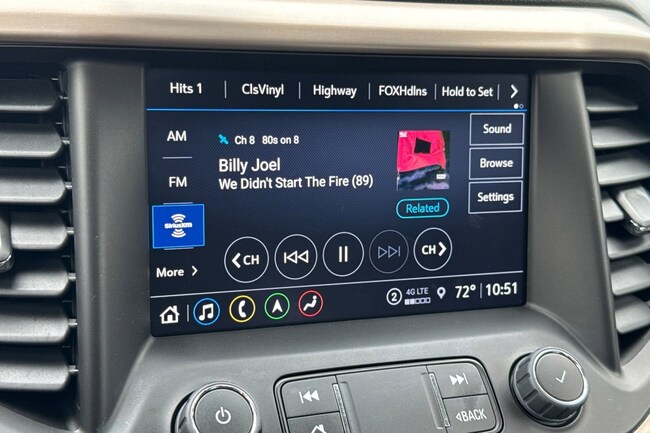 Hits 1 ClsVinyl Highway FOXHdlns Hold to Set
AM
Ch 8 80s on 8
Sound
Billy Joel
Browse
FM
We Didn't Start The Fire (89)
Settings
SiriusXM
Related
CH
CH
More
2 4G LTE 72° 10:51
BACK